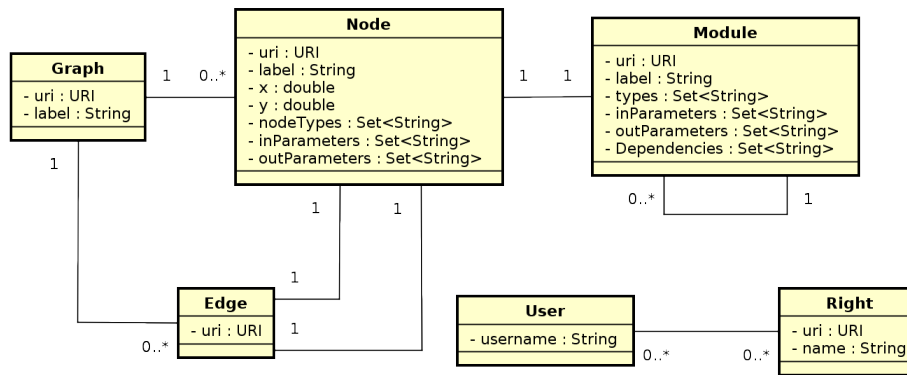 Graph
- uri : URI
- label : String
1
0..*
Node
- uri : URI
- label : String
- x : double
- y : double
- nodeTypes : Set<String>
- inParameters : Set<String>
- outParameters : Set<String>
1
1
Module
- uri : URI
- label : String
- types : Set<String>
- inParameters : Set<String>
- outParameters : Set<String>
- Dependencies : Set<String>
1
0..*
1
1
1
1
1
0..*
Edge
- uri : URI
0..*
1
User
- username : String
0..*
0..*
Right
- uri : URI
- name : String